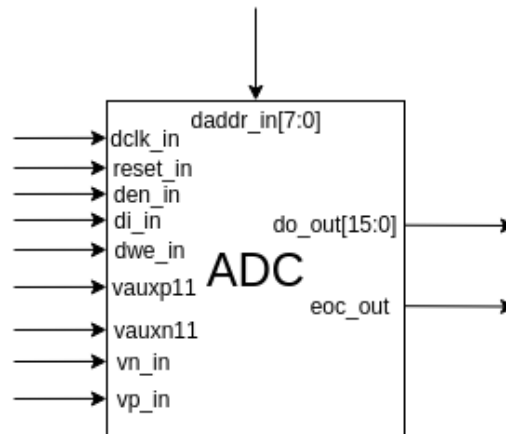 daddr_in[7:0]
dclk_in
reset_in
den_in
di_in
do_out[15:0]
dwe_in
ADC
vauxp11
eoc_out
vauxn11
vn_in
vp_in